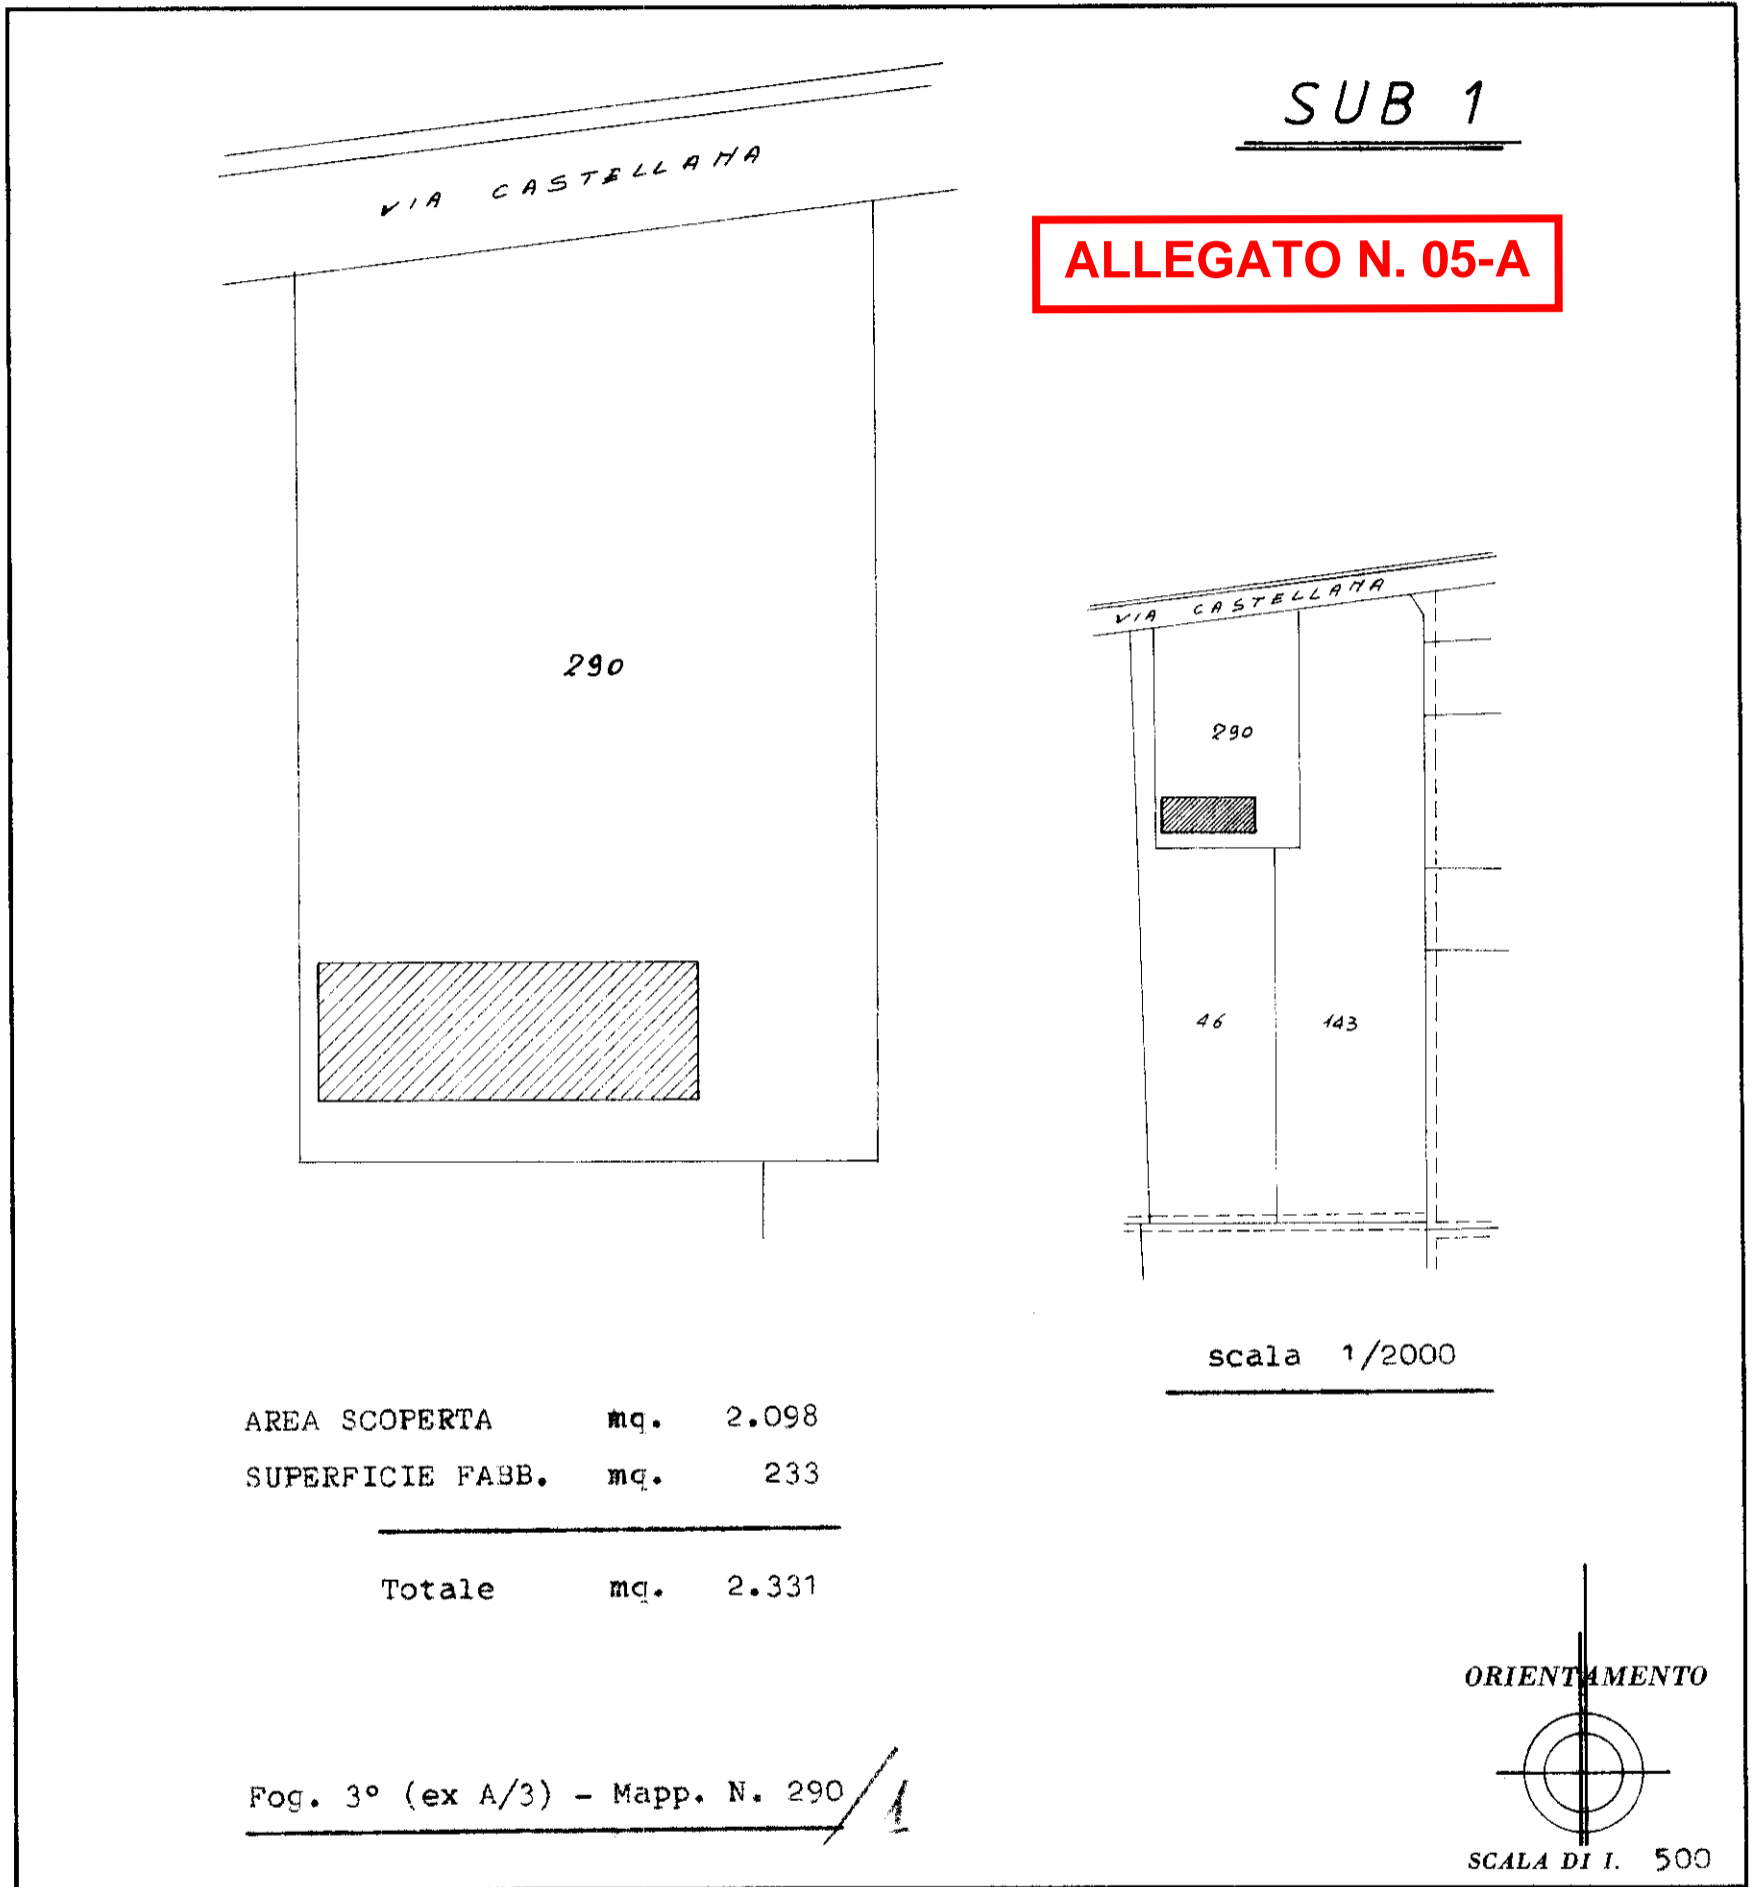 SUB 1
VIA CASTELLANA
ALLEGATO N. 05-A
290
VIA CASTELLANA
290
46
143
scala 1/2000
AREA SCOPERTA mq. 2.098
SUPERFICIE FABB. mq. 233
Totale mq. 2.331
ORIENTAMENTO
Fog. 3° (ex A/3) - Mapp. N. 290/1
SCALA DI 1. 500